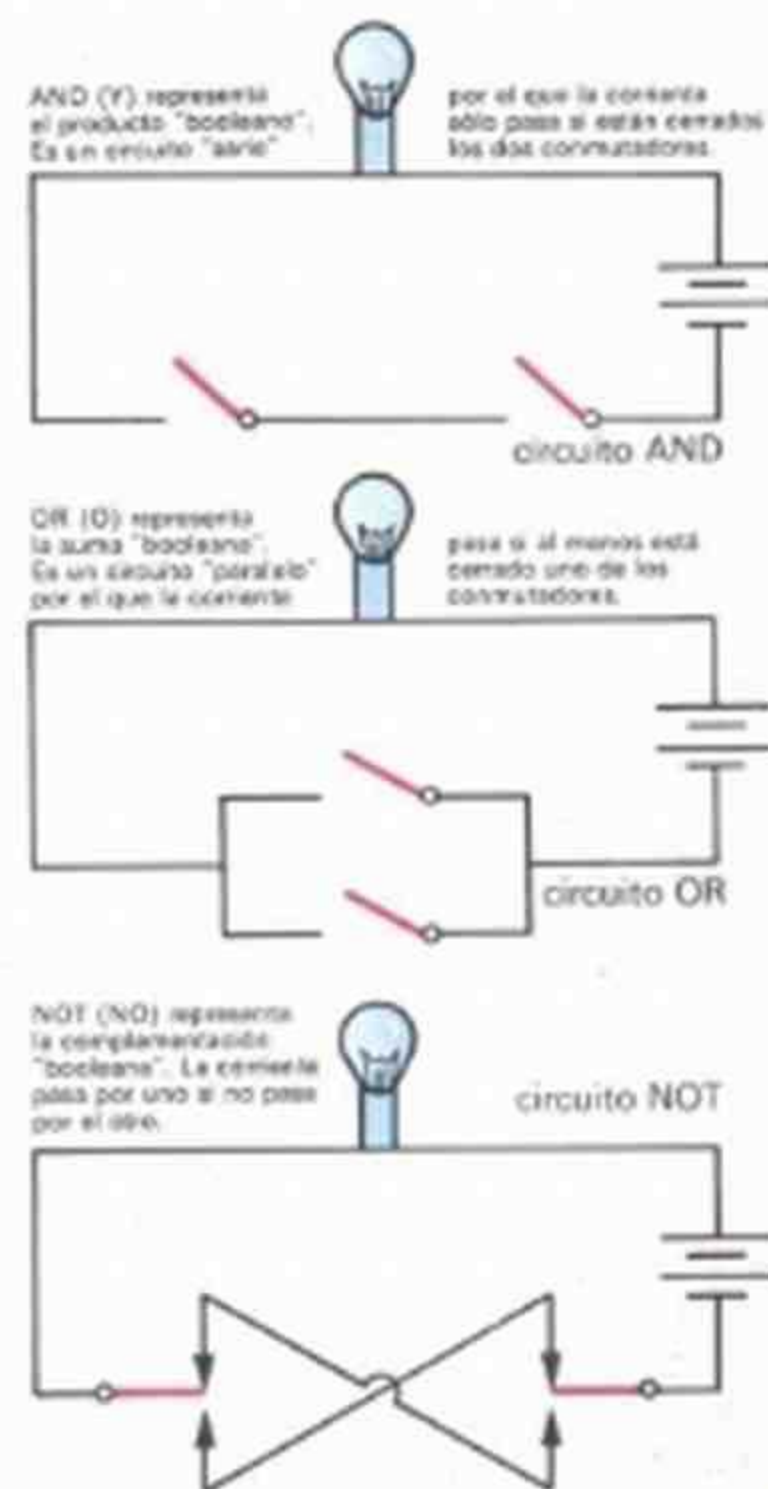 AND (Y) representa
el producto "booleano".
Es un circuito "serie"
por el que la corriente
sólo pasa si están cerrados
los dos conmutadores.
circuito AND
OR (O) representa
la suma "booleana".
Es un circuito "paralelo"
por el que la corriente
pasa si al menos está
cerrado uno de los
conmutadores.
circuito OR
NOT (NO) representa
la complementación
"booleana". La corriente
pasa por uno si no pasa
por el otro.
circuito NOT